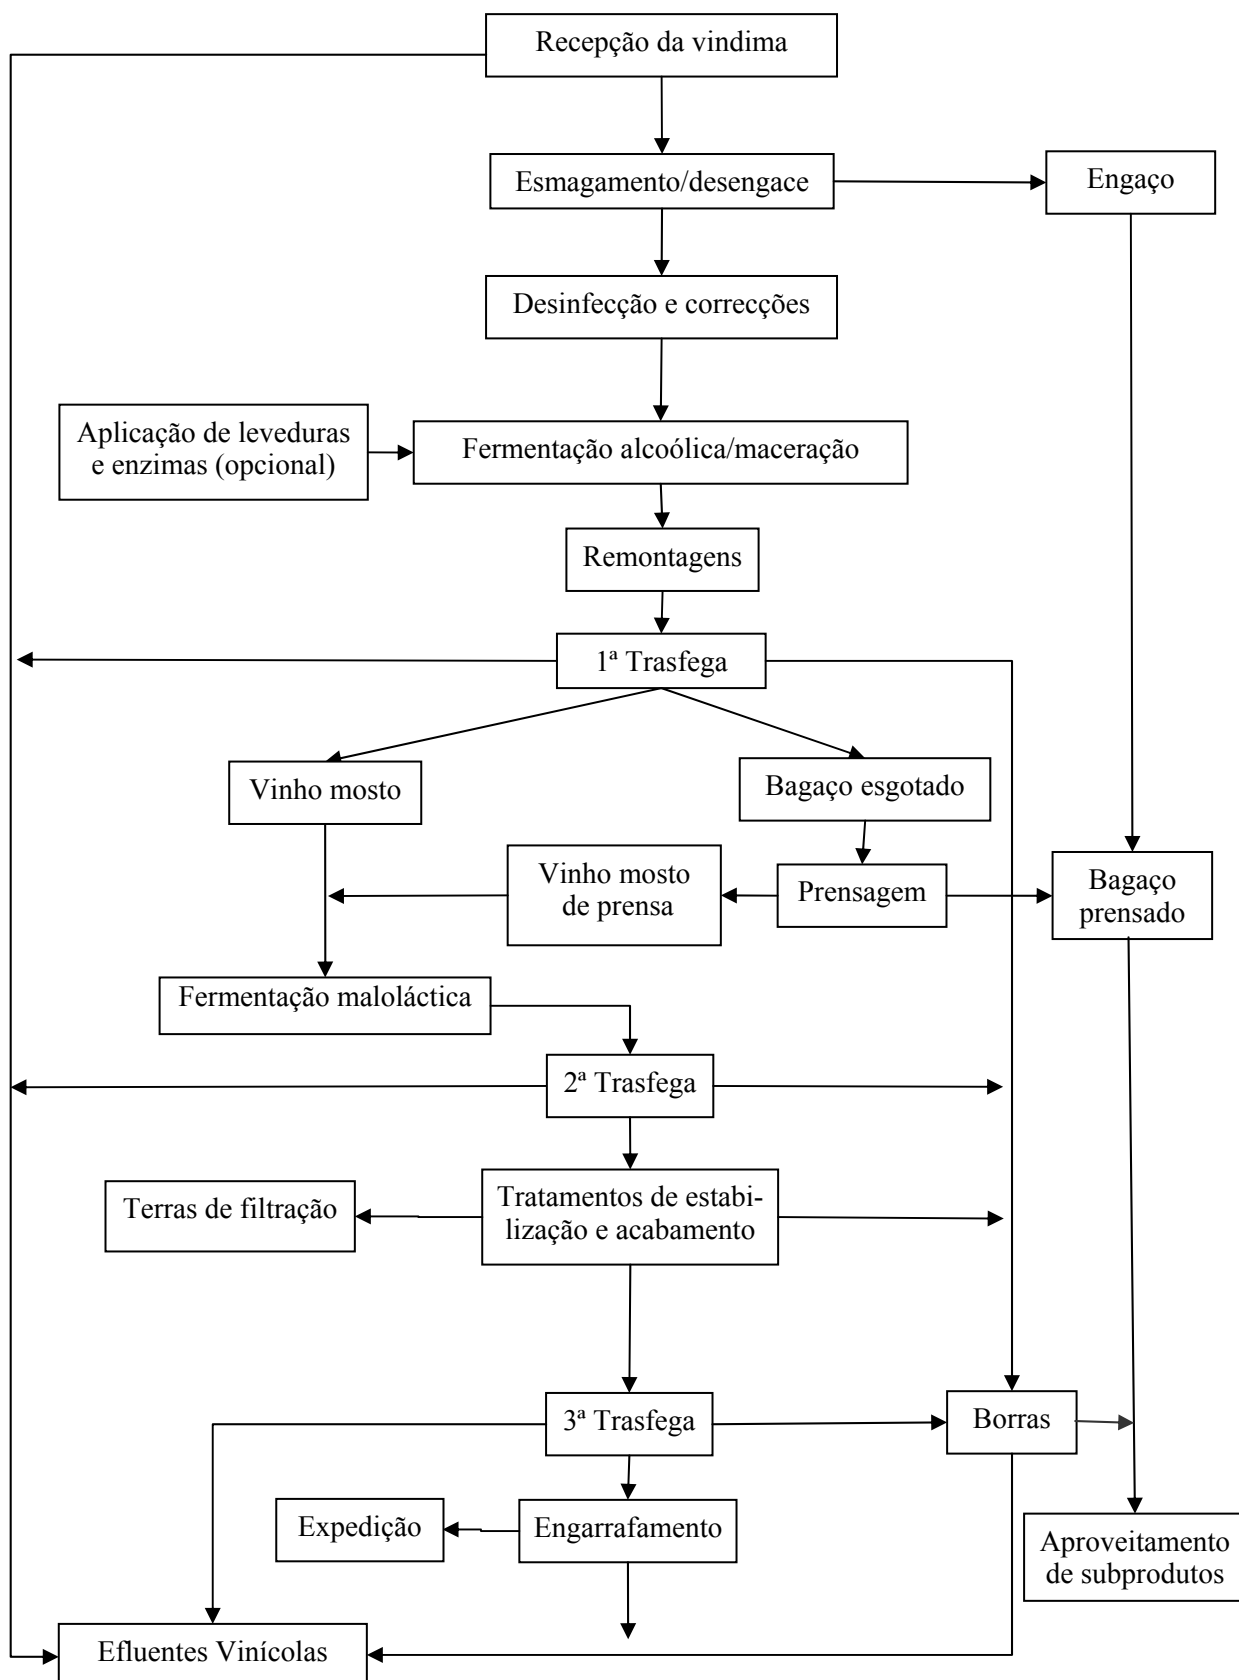 Recepção da vindima
Esmagamento/desengace
Engaço
Desinfecção e correcções
Aplicação de leveduras
e enzimas (opcional)
Fermentação alcoólica/maceração
Remontagens
1ª Trasfega
Vinho mosto
Bagaço esgotado
Vinho mosto
de prensa
Prensagem
Bagaço
prensado
Fermentação maloláctica
2ª Trasfega
Terras de filtração
Tratamentos de estabi-
lização e acabamento
3ª Trasfega
Borras
Expedição
Engarrafamento
Aproveitamento
de subprodutos
Efluentes Vinícolas